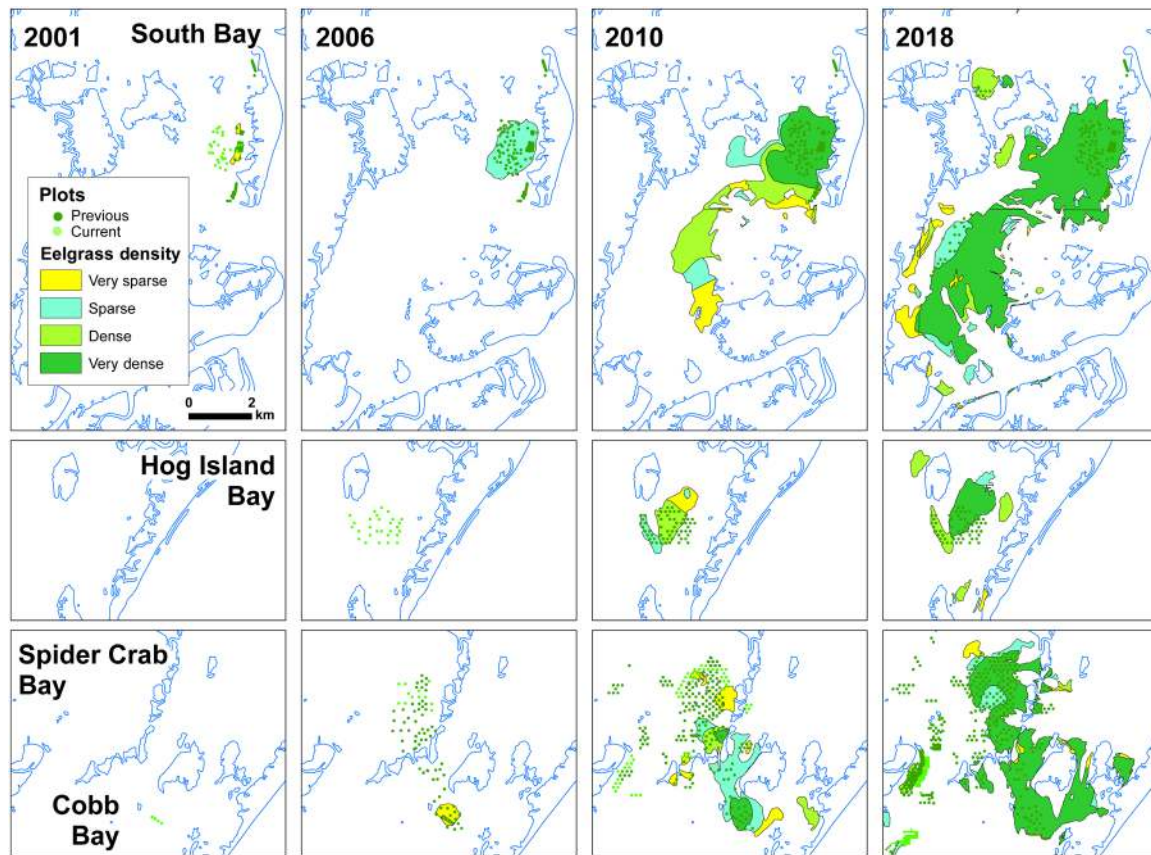 2001
South Bay
2006
2010
2018
Plots
Previous
Current
Eelgrass density
Very sparse
Sparse
Dense
Very dense
0 2
km
Hog Island
Bay
Spider Crab
Bay
Cobb
Bay